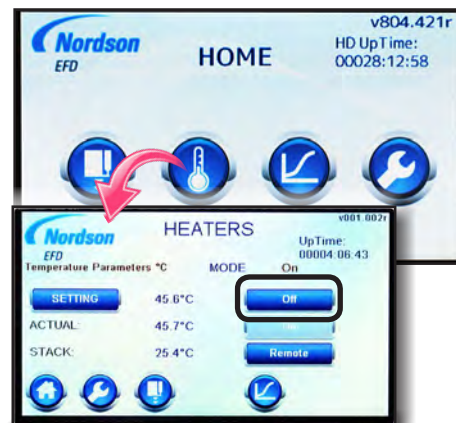 v804.421r
Nordson
EFD
HOME
HD UpTime:
00028:12:58
v001.002r
Nordson
EFD
HEATERS
UpTime:
00004:06:43
Temperature Parameters °C
MODE
On
SETTING
45.6°C
Off
ACTUAL:
45.7°C
STACK:
25.4°C
Remote